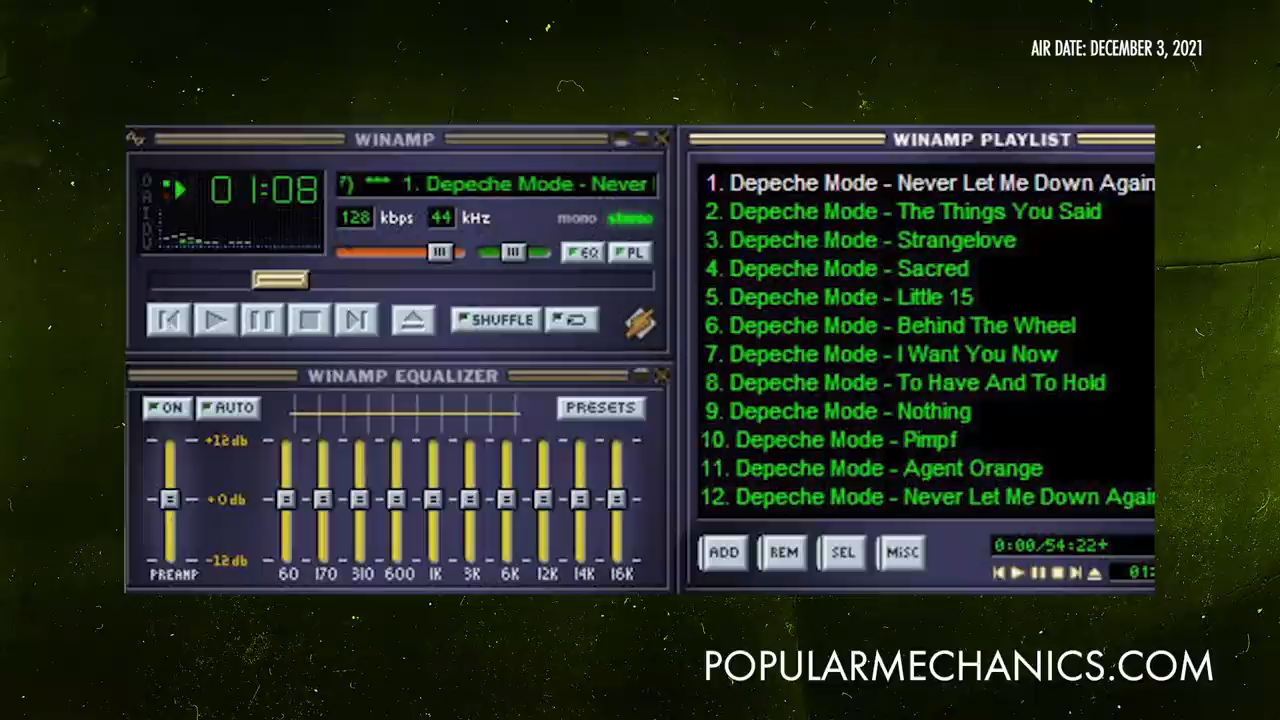 AIR DATE: DECEMBER 3, 2021
WINAMP
01:08
7) *** 1. Depeche Mode - Never
128 kbps 44 kHz mono stereo
EQ PL
SHUFFLE
WINAMP EQUALIZER
ON AUTO PRESETS
+12db
+0db
-12db
PREAMP 60 170 310 600 1K 3K 6K 12K 14K 16K
WINAMP PLAYLIST
1. Depeche Mode - Never Let Me Down Again
2. Depeche Mode - The Things You Said
3. Depeche Mode - Strangelove
4. Depeche Mode - Sacred
5. Depeche Mode - Little 15
6. Depeche Mode - Behind The Wheel
7. Depeche Mode - I Want You Now
8. Depeche Mode - To Have And To Hold
9. Depeche Mode - Nothing
10. Depeche Mode - Pimpf
11. Depeche Mode - Agent Orange
12. Depeche Mode - Never Let Me Down Agai
ADD REM SEL MISC
0:00/54:22+
01:
POPULARMECHANICS.COM